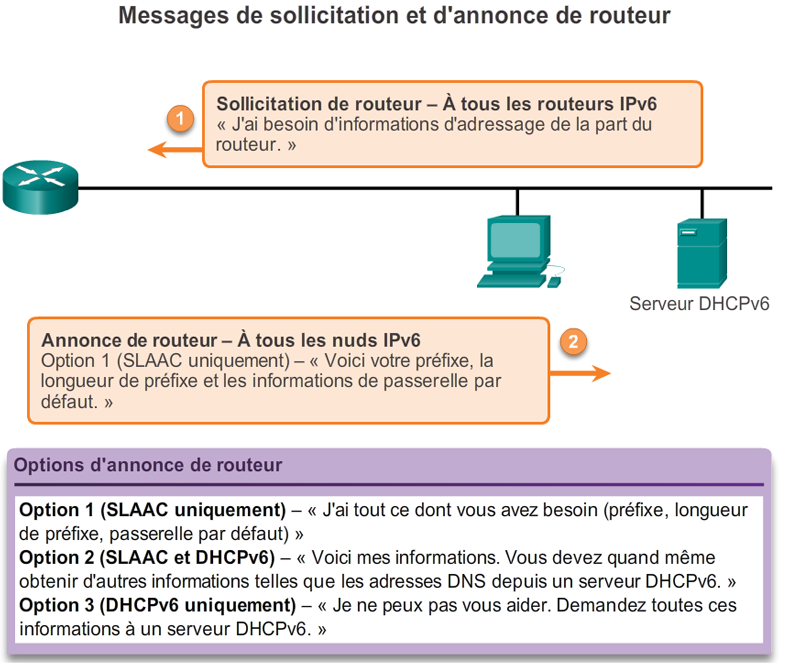 Messages de sollicitation et d'annonce de routeur
1
Sollicitation de routeur – À tous les routeurs IPv6
« J'ai besoin d'informations d'adressage de la part du
routeur. »
Serveur DHCPv6
Annonce de routeur – À tous les nuds IPv6
Option 1 (SLAAC uniquement) – « Voici votre préfixe, la
longueur de préfixe et les informations de passerelle par
défaut. »
2
Options d'annonce de routeur
Option 1 (SLAAC uniquement) – « J'ai tout ce dont vous avez besoin (préfixe, longueur
de préfixe, passerelle par défaut) »
Option 2 (SLAAC et DHCPv6) – « Voici mes informations. Vous devez quand même
obtenir d'autres informations telles que les adresses DNS depuis un serveur DHCPv6. »
Option 3 (DHCPv6 uniquement) – « Je ne peux pas vous aider. Demandez toutes ces
informations à un serveur DHCPv6. »